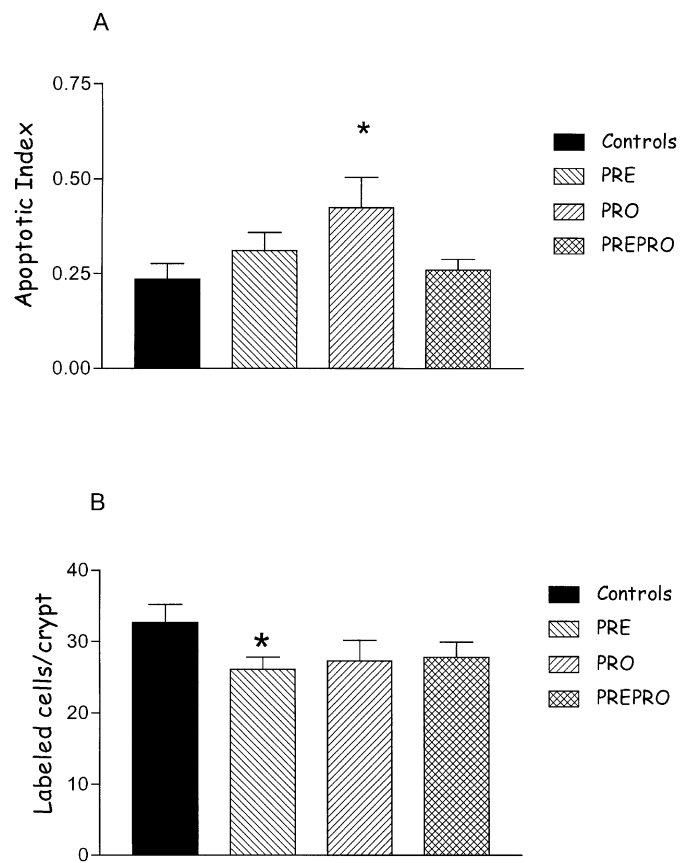 A
0.75
0.50
0.25
0.00
Apoptotic Index
*
Controls
PRE
PRO
PREPRO
B
40
30
20
10
0
Labeled cells/crypt
*
Controls
PRE
PRO
PREPRO